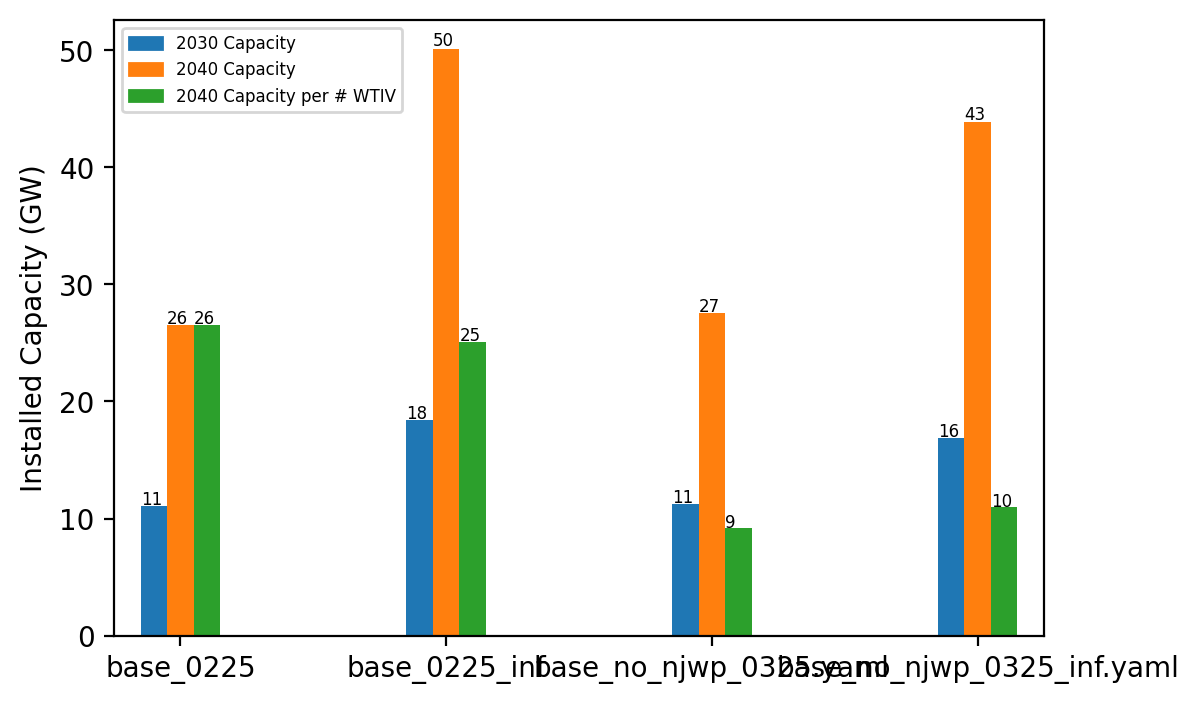 2030 Capacity
2040 Capacity
2040 Capacity per # WTIV
Installed Capacity (GW)
50
40
30
20
10
0
11
26
26
18
50
25
11
27
9
16
43
10
base_0225
base_0225_inf
base_no_njwp_0325.yaml
base_no_njwp_0325_inf.yaml